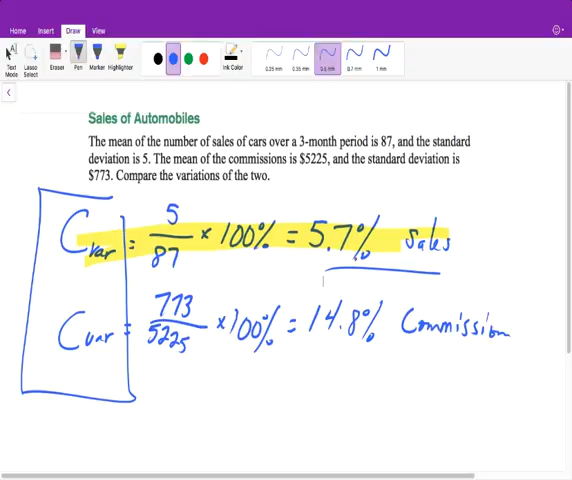 Home Insert Draw View
Text Mode Lasso Select Eraser Pen Marker Highlighter Ink Color 0.25 mm 0.35 mm 0.5 mm 0.7 mm 1 mm
Sales of Automobiles
The mean of the number of sales of cars over a 3-month period is 87, and the standard
deviation is 5. The mean of the commissions is $5225, and the standard deviation is
$773. Compare the variations of the two.
Cvar = 5/87 × 100% = 5.7% Sales
Cvar = 773/5225 × 100% = 14.8% Commission